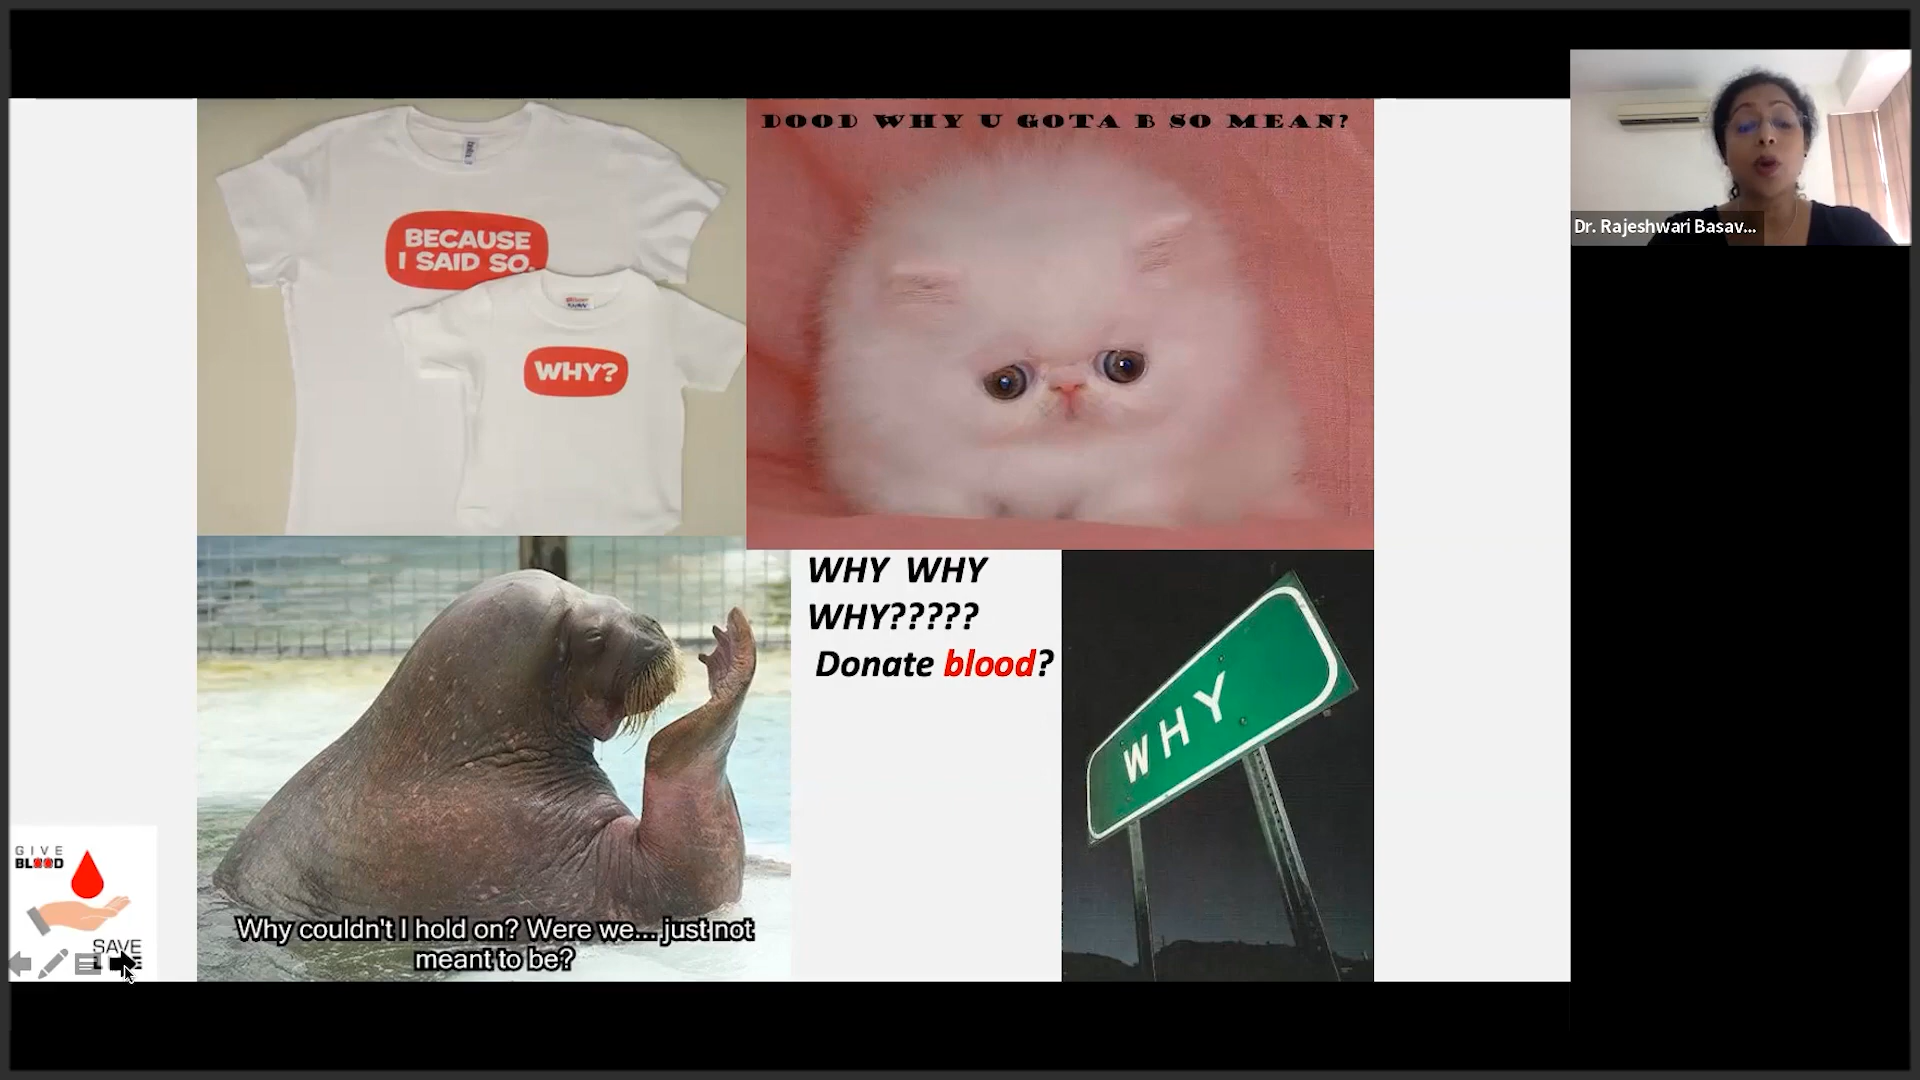 DOOD WHY U GOTA B SO MEAN?
BECAUSE
I SAID SO.
WHY?
Dr. Rajeshwari Basav...
WHY WHY
WHY?????
Donate blood?
WHY
GIVE
BLOOD
SAVE
Why couldn't I hold on? Were we... just not
meant to be?